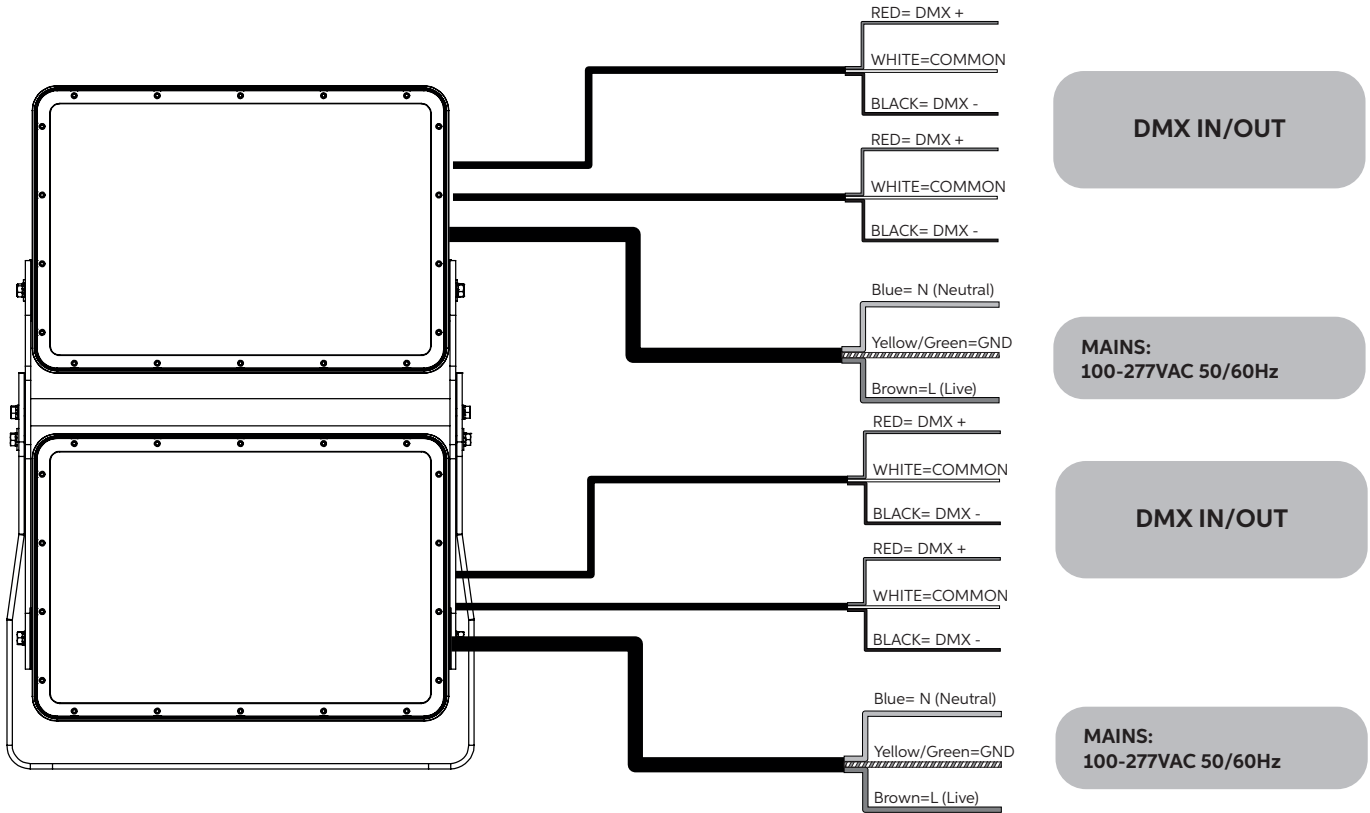 RED= DMX +
WHITE=COMMON
BLACK= DMX -
DMX IN/OUT
RED= DMX +
WHITE=COMMON
BLACK= DMX -
Blue= N (Neutral)
Yellow/Green=GND
Brown=L (Live)
MAINS:
100-277VAC 50/60Hz
RED= DMX +
WHITE=COMMON
BLACK= DMX -
DMX IN/OUT
RED= DMX +
WHITE=COMMON
BLACK= DMX -
Blue= N (Neutral)
Yellow/Green=GND
Brown=L (Live)
MAINS:
100-277VAC 50/60Hz